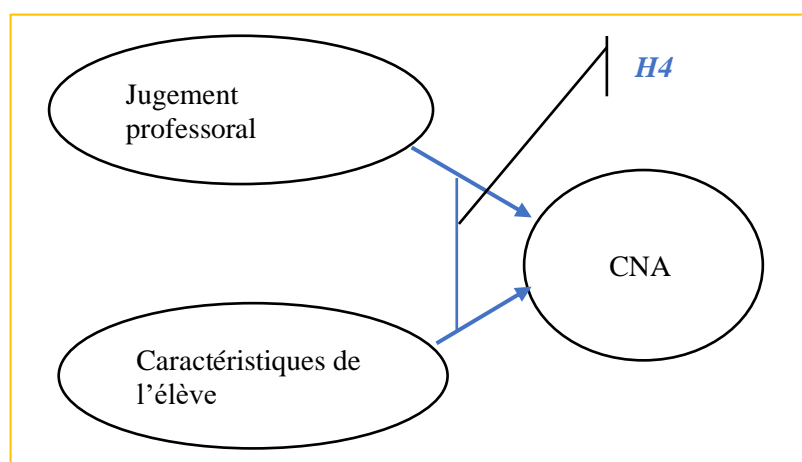 Jugement
professoral
H4
CNA
Caractéristiques de
l’élève